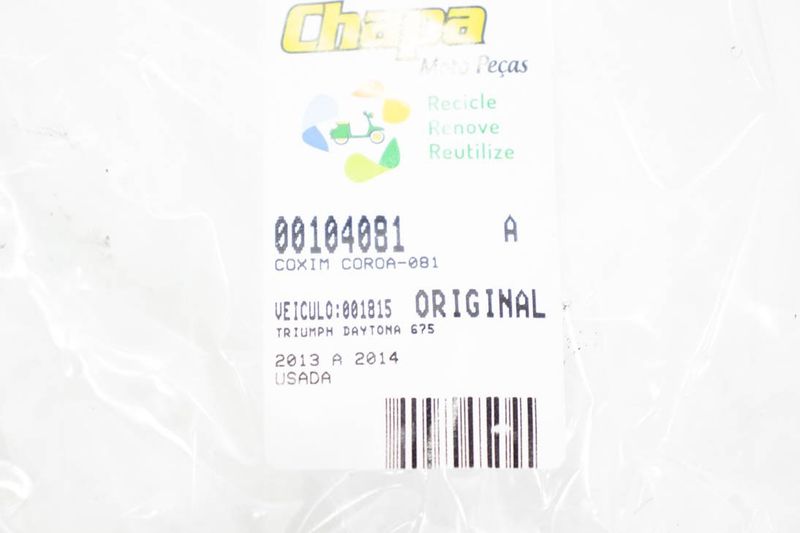 Chapa
Moto Peças
Recicle
Renove
Reutilize
00104081 A
COXIM COROA-081
VEICULO:001815 ORIGINAL
TRIUMPH DAYTONA 675
2013 A 2014
USADA